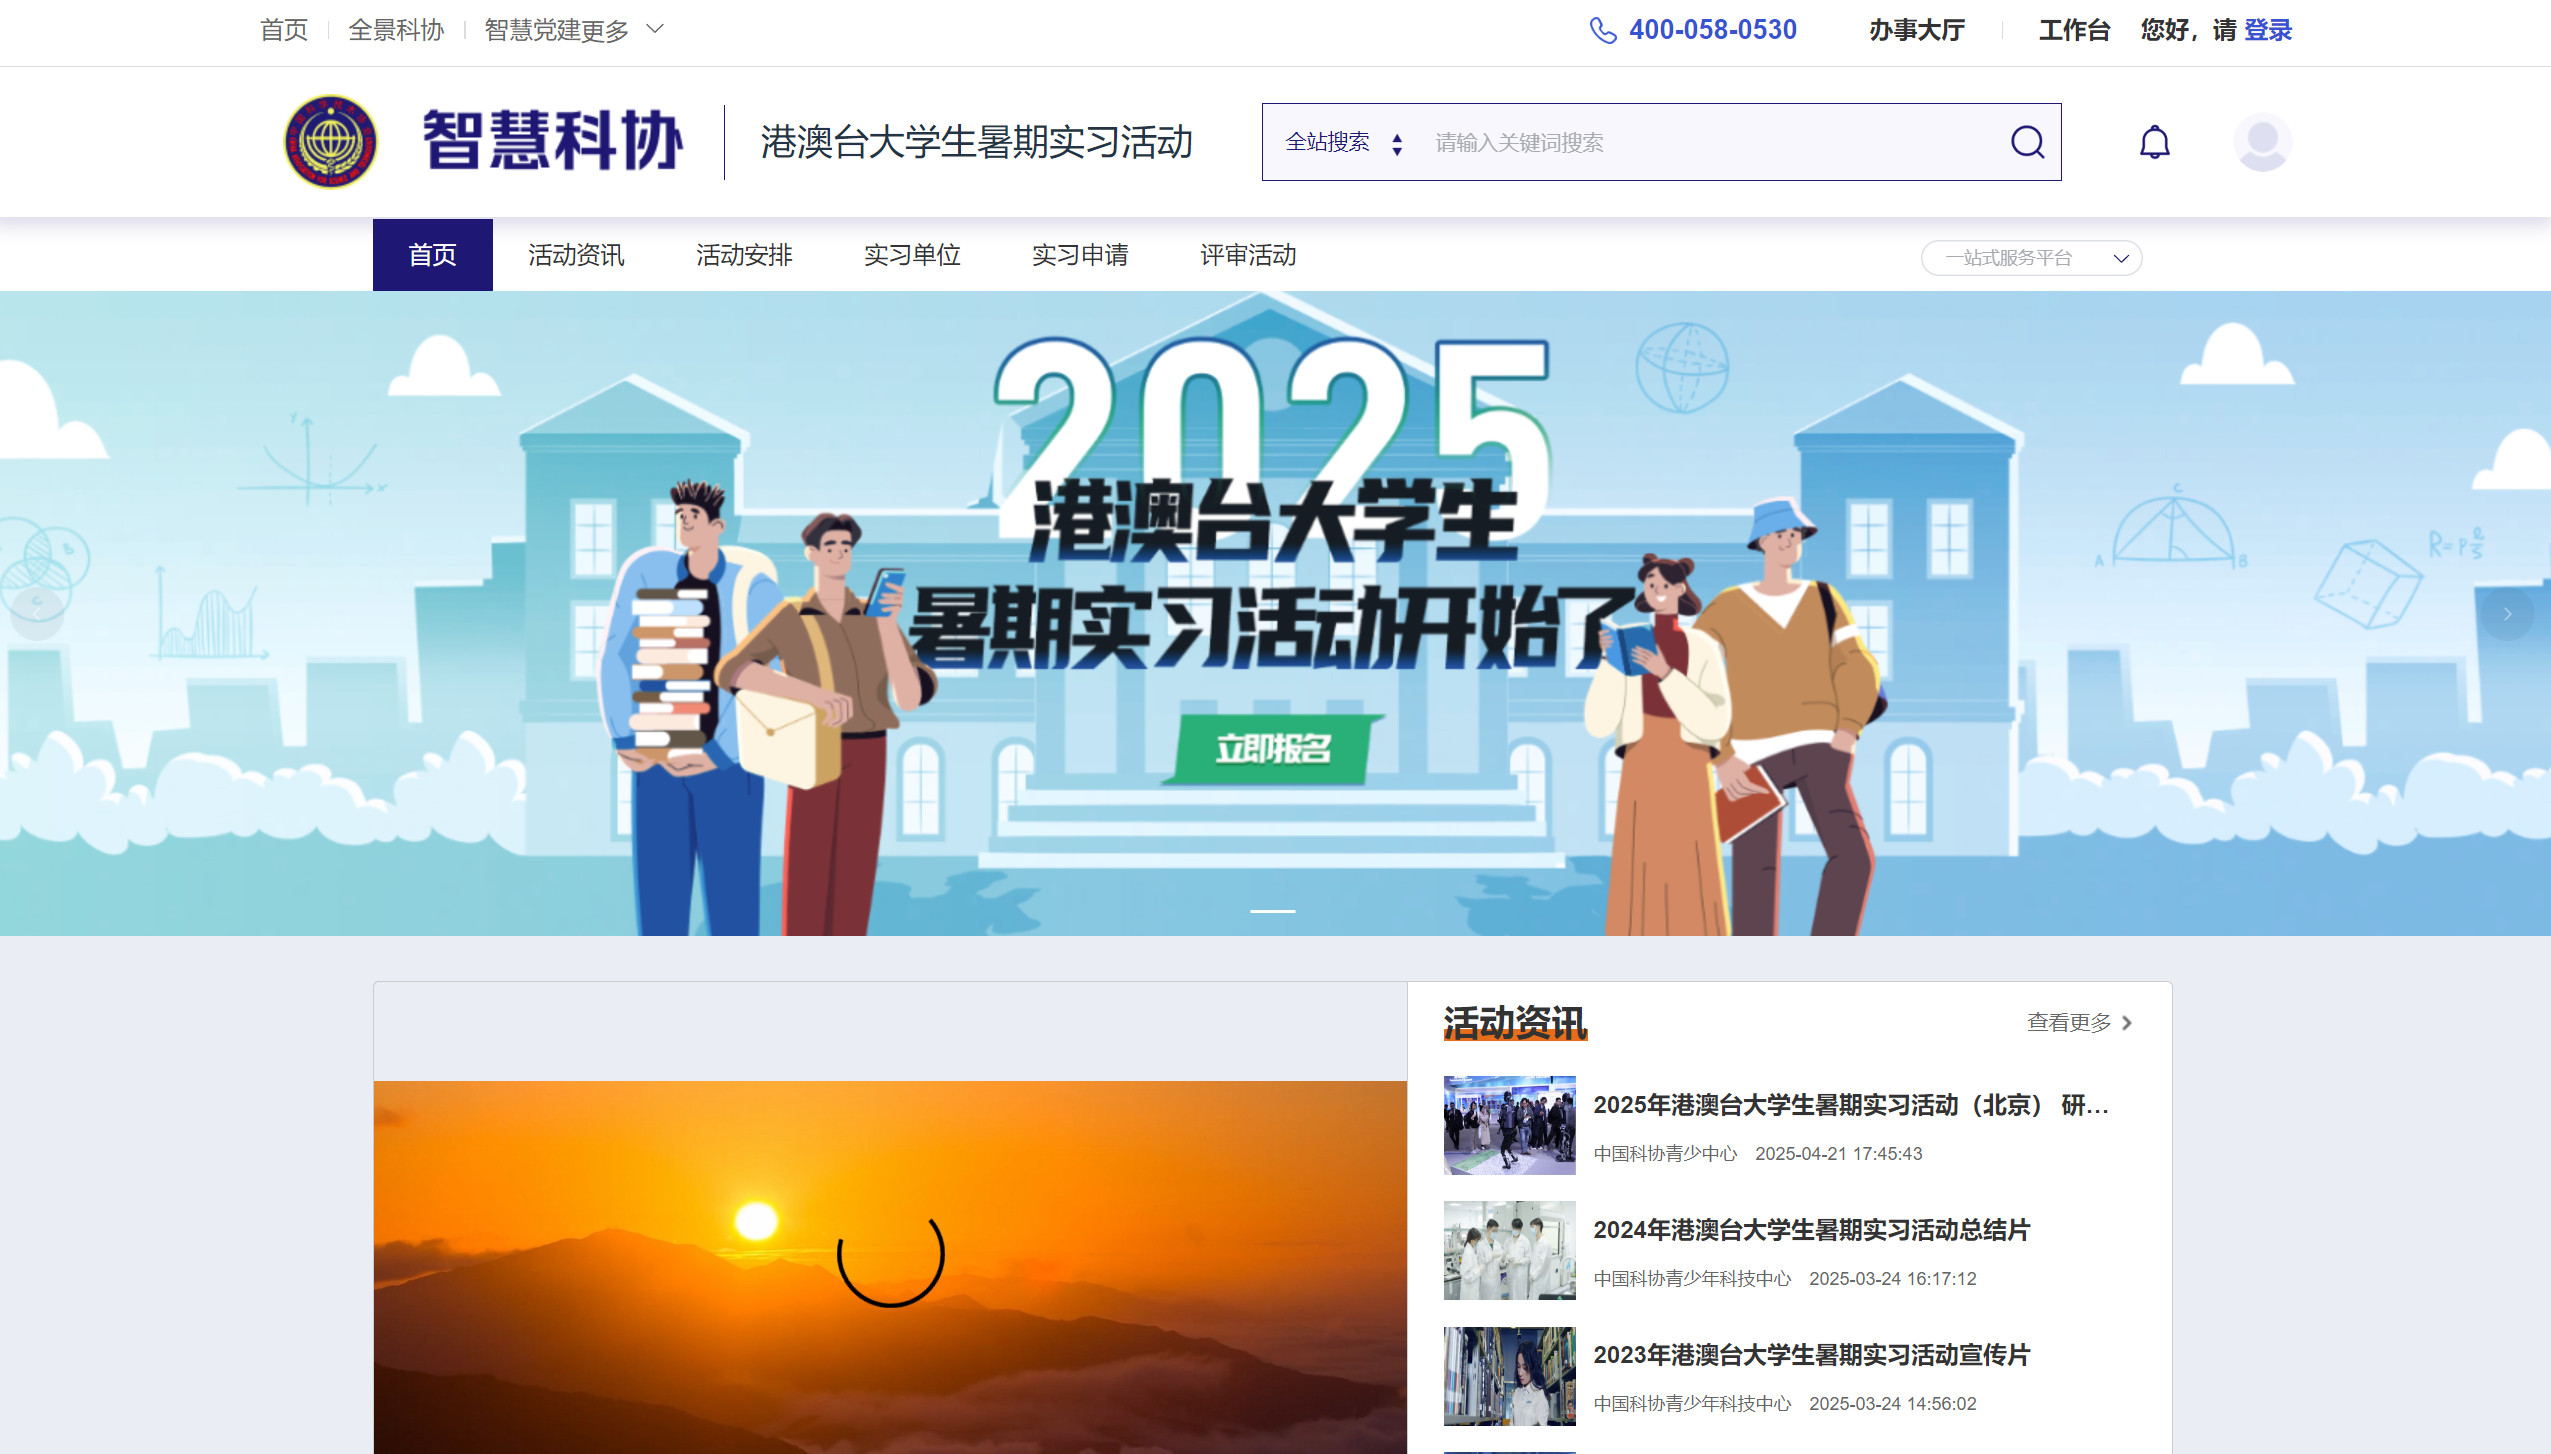 首页 全景科协 智慧党建更多 400-058-0530 办事大厅 工作台 您好，请 登录
智慧科协 港澳台大学生暑期实习活动 全站搜索 请输入关键词搜索
首页 活动资讯 活动安排 实习单位 实习申请 评审活动 一站式服务平台
2025
港澳台大学生
暑期实习活动开始了
立即报名
活动资讯 查看更多
2025年港澳台大学生暑期实习活动（北京） 研…
中国科协青少中心 2025-04-21 17:45:43
2024年港澳台大学生暑期实习活动总结片
中国科协青少年科技中心 2025-03-24 16:17:12
2023年港澳台大学生暑期实习活动宣传片
中国科协青少年科技中心 2025-03-24 14:56:02